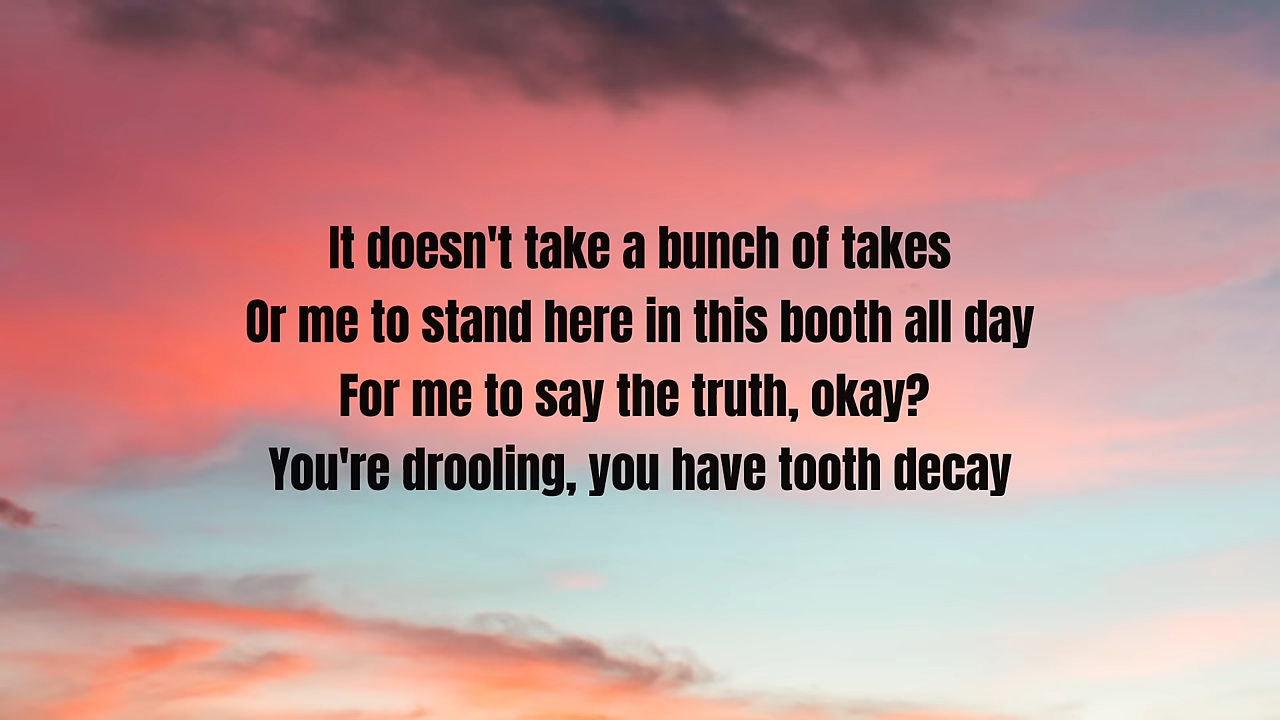 It doesn't take a bunch of takes
Or me to stand here in this booth all day
For me to say the truth, okay?
You're drooling, you have tooth decay